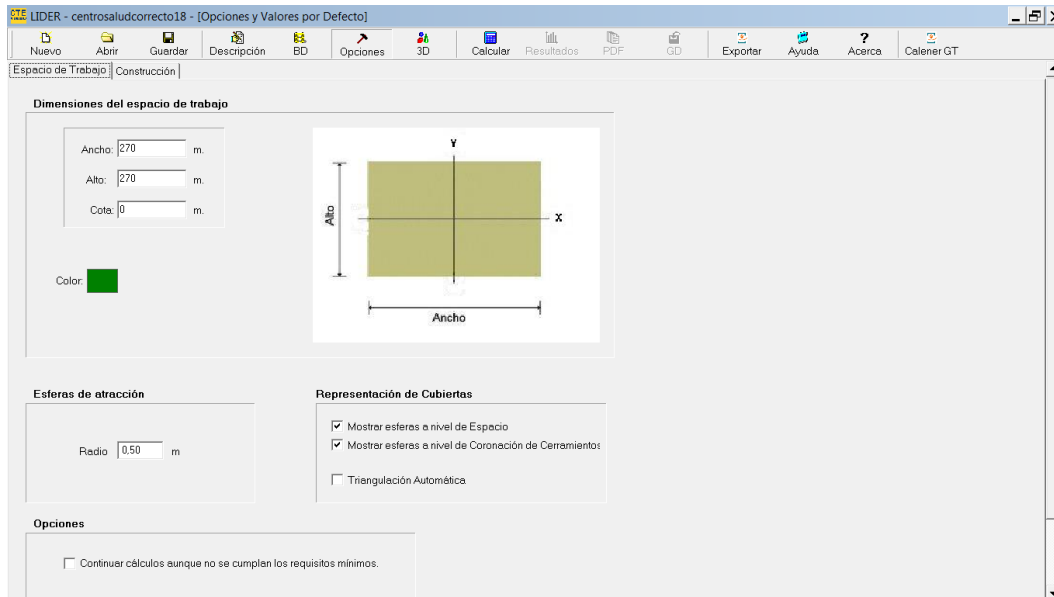 CTE LIDER - centrosaludcorrecto18 - [Opciones y Valores por Defecto]
Nuevo Abrir Guardar Descripción BD Opciones 3D Calcular Resultados PDF GD Exportar Ayuda Acerca Calener GT
Espacio de Trabajo Construcción
Dimensiones del espacio de trabajo
Ancho: 270 m.
Alto: 270 m.
Cota: 0 m.
Color:
Y
X
Alto
Ancho
Esferas de atracción
Radio 0,50 m
Representación de Cubiertas
Mostrar esferas a nivel de Espacio
Mostrar esferas a nivel de Coronación de Cerramientos
Triangulación Automática
Opciones
Continuar cálculos aunque no se cumplan los requisitos mínimos.